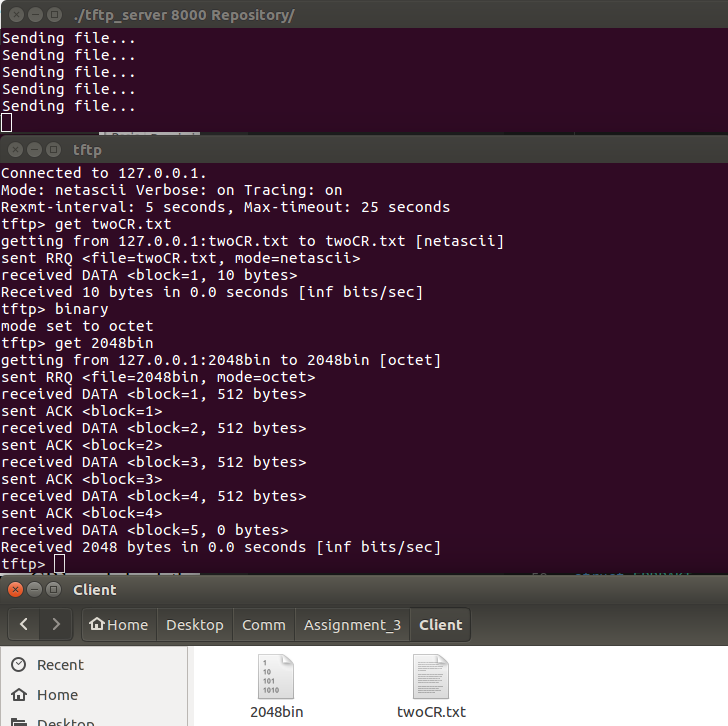 ./tftp_server 8000 Repository/
Sending file...
Sending file...
Sending file...
Sending file...
Sending file...
tftp
Connected to 127.0.0.1.
Mode: netascii Verbose: on Tracing: on
Rexmt-interval: 5 seconds, Max-timeout: 25 seconds
tftp> get twoCR.txt
getting from 127.0.0.1:twoCR.txt to twoCR.txt [netascii]
sent RRQ <file=twoCR.txt, mode=netascii>
received DATA <block=1, 10 bytes>
Received 10 bytes in 0.0 seconds [inf bits/sec]
tftp> binary
mode set to octet
tftp> get 2048bin
getting from 127.0.0.1:2048bin to 2048bin [octet]
sent RRQ <file=2048bin, mode=octet>
received DATA <block=1, 512 bytes>
sent ACK <block=1>
received DATA <block=2, 512 bytes>
sent ACK <block=2>
received DATA <block=3, 512 bytes>
sent ACK <block=3>
received DATA <block=4, 512 bytes>
sent ACK <block=4>
received DATA <block=5, 0 bytes>
Received 2048 bytes in 0.0 seconds [inf bits/sec]
tftp>
Client
Home Desktop Comm Assignment_3 Client
Recent
Home
Desktop
1
10
101
1010
2048bin twoCR.txt